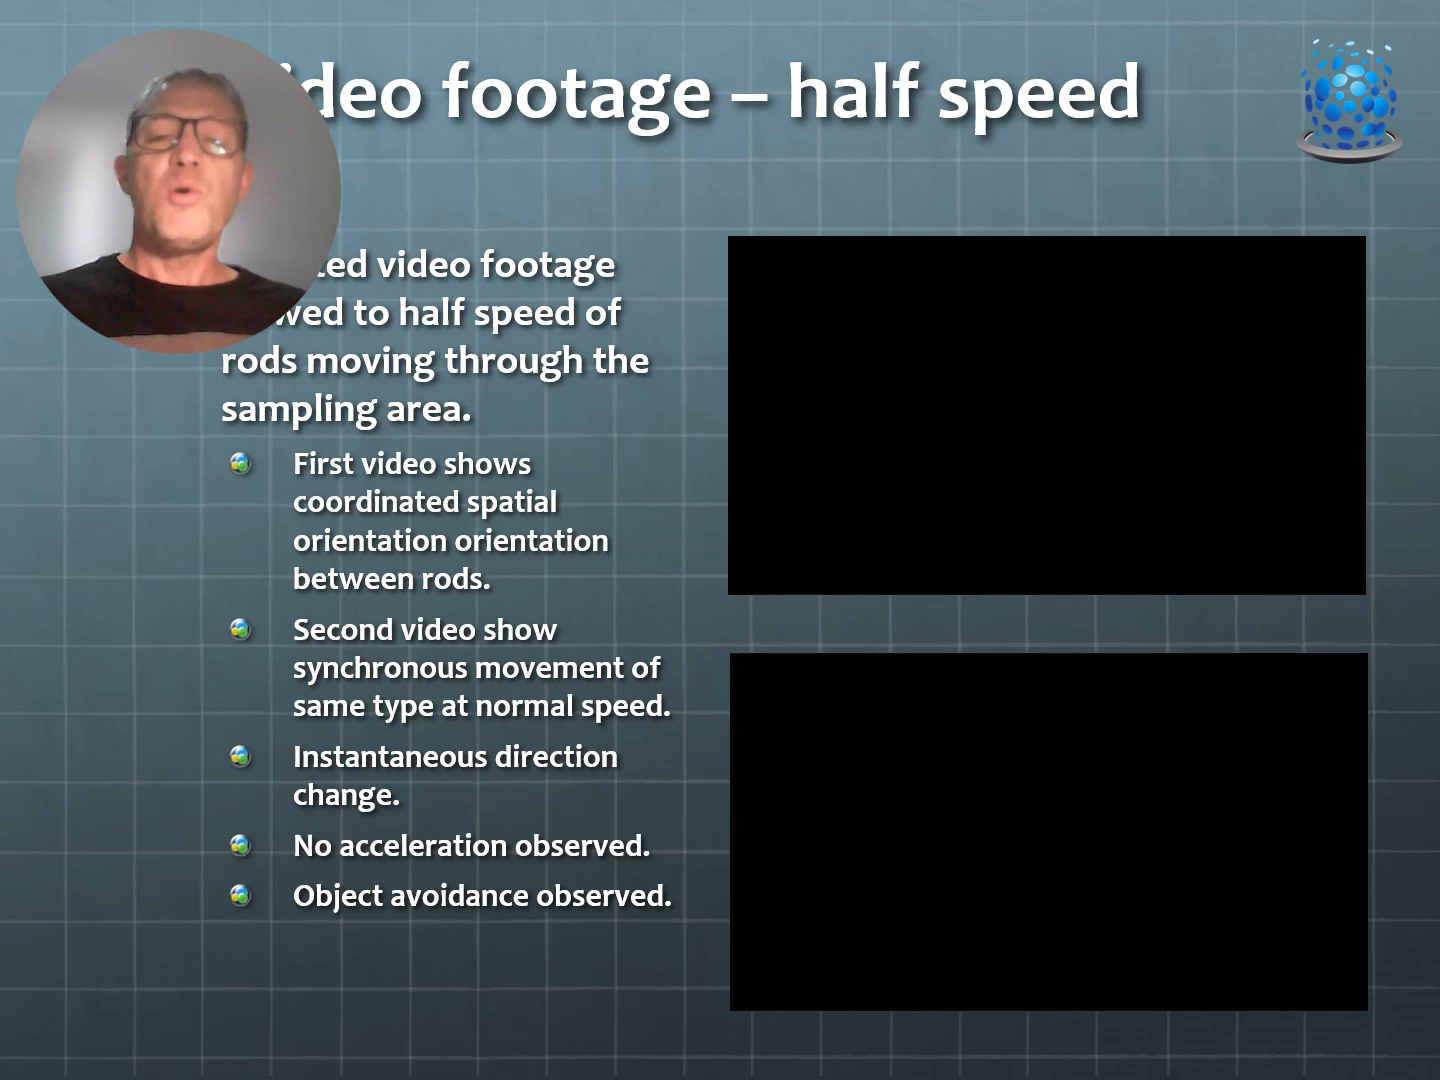 deo footage – half speed
ted video footage
wed to half speed of
rods moving through the
sampling area.
First video shows
coordinated spatial
orientation orientation
between rods.
Second video show
synchronous movement of
same type at normal speed.
Instantaneous direction
change.
No acceleration observed.
Object avoidance observed.